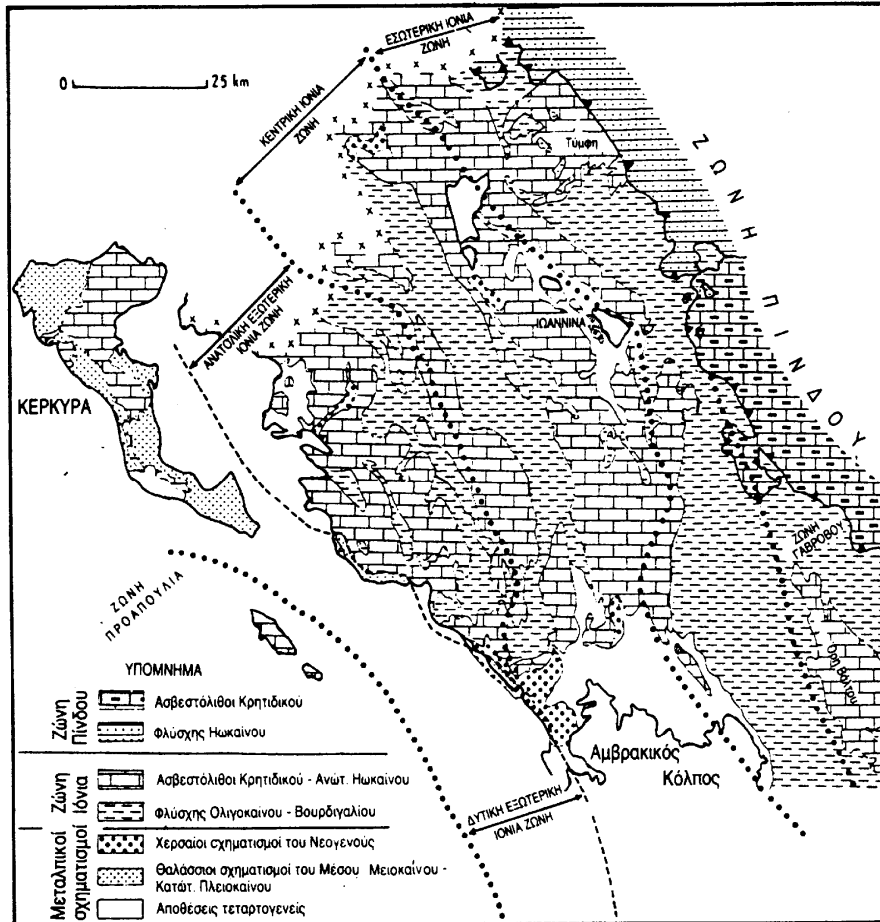 ΕΣΩΤΕΡΙΚΗ ΙΟΝΙΑ
ΖΩΝΗ
0 25 km
ΚΕΝΤΡΙΚΗ ΙΟΝΙΑ
ΖΩΝΗ
Τύμφη
ΖΩΝΗ ΠΙΝΔΟΥ
ΑΝΑΤΟΛΙΚΗ ΕΞΩΤΕΡΙΚΗ
ΙΟΝΙΑ ΖΩΝΗ
ΙΩΑΝΝΙΝΑ
ΚΕΡΚΥΡΑ
ΖΩΝΗ
ΓΑΒΡΟΒΟΥ
ΖΩΝΗ
ΠΡΟΑΠΟΥΛΙΑ
Όρη Βάλτου
ΥΠΟΜΝΗΜΑ
Ζώνη
Πίνδου
Ασβεστόλιθοι Κρητιδικού
Φλύσχης Ηωκαίνου
Αμβρακικός
Κόλπος
Ζώνη
Ιόνια
Ασβεστόλιθοι Κρητιδικού - Ανώτ. Ηωκαίνου
Φλύσχης Ολιγοκαίνου - Βουρδιγαλίου
ΔΥΤΙΚΗ ΕΞΩΤΕΡΙΚΗ
ΙΟΝΙΑ ΖΩΝΗ
Μεταλπικοί
σχηματισμοί
Χερσαίοι σχηματισμοί του Νεογενούς
Θαλάσσιοι σχηματισμοί του Μέσου Μειοκαίνου -
Κατώτ. Πλειοκαίνου
Αποθέσεις τεταρτογενείς